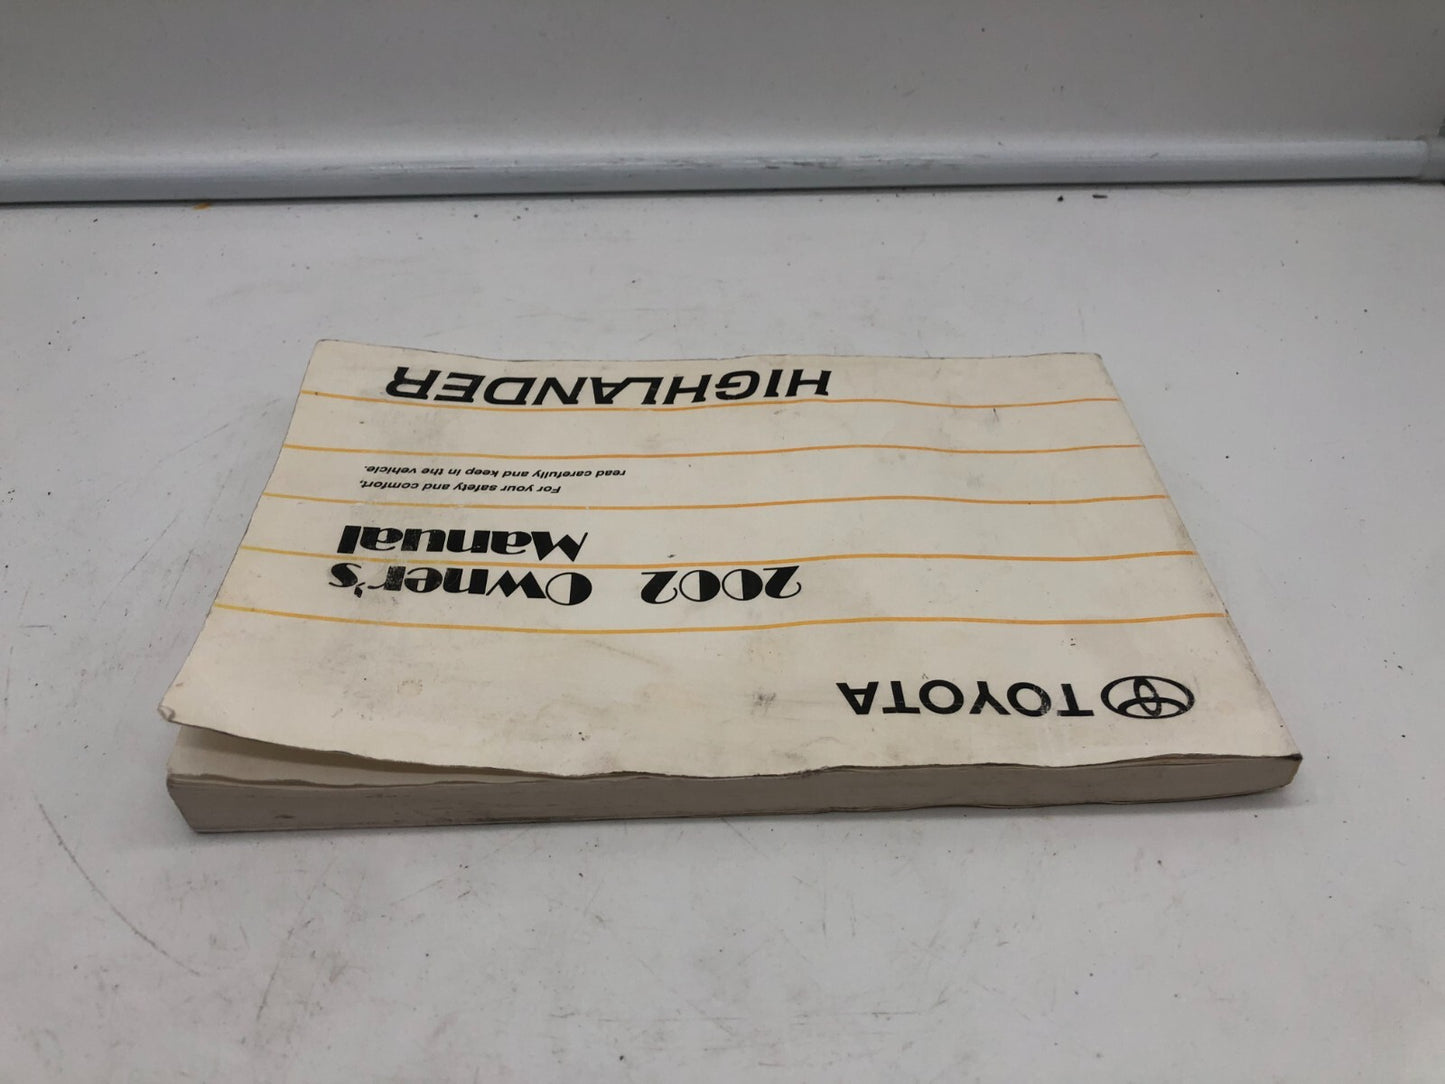 TOYOTA
2002 Owner's
Manual
For your safety and comfort,
read carefully and keep in the vehicle.
HIGHLANDER